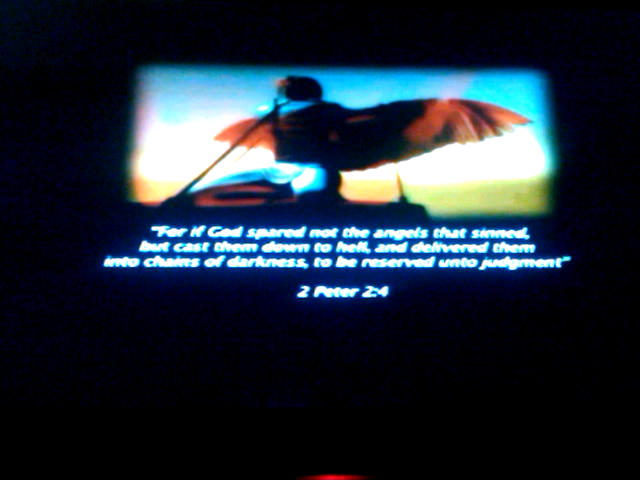 "For if God spared not the angels that sinned,
but cast them down to hell, and delivered them
into chains of darkness, to be reserved unto judgment"
2 Peter 2:4